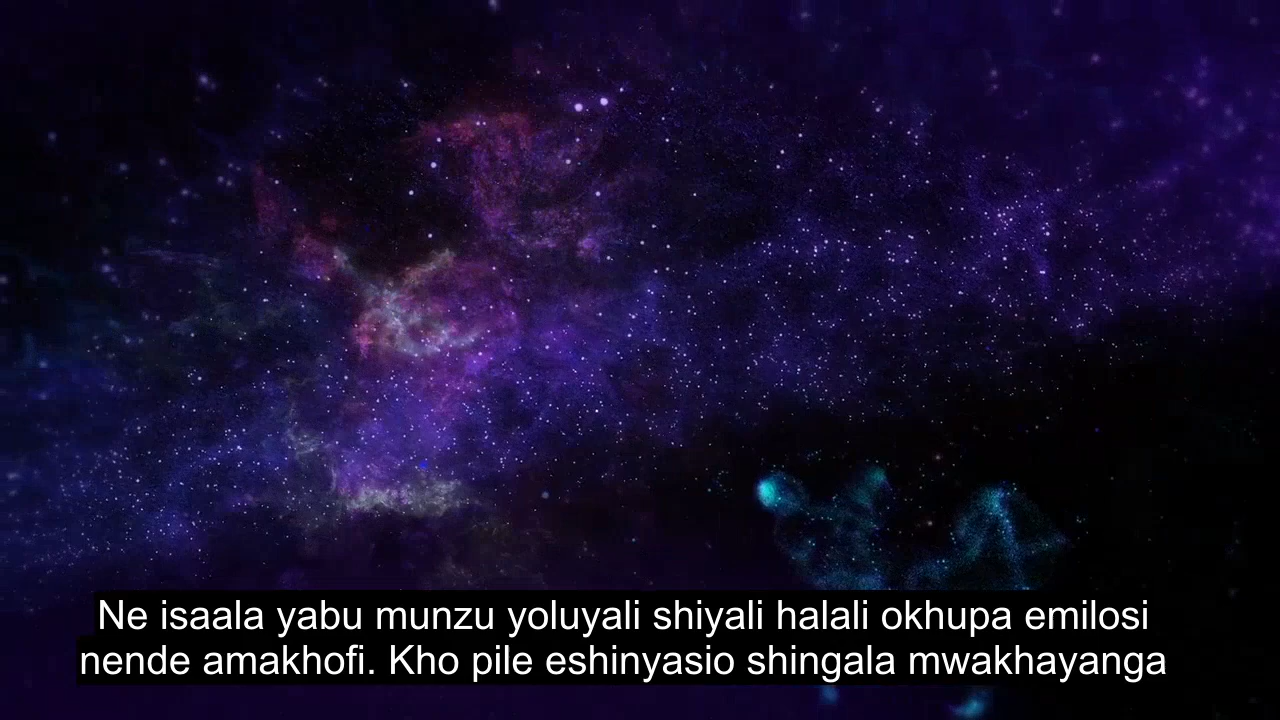 Ne isaala yabu munzu yoluyali shiyali halali okhupa emilosi
nende amakhofi. Kho pile eshinyasio shingala mwakhayanga